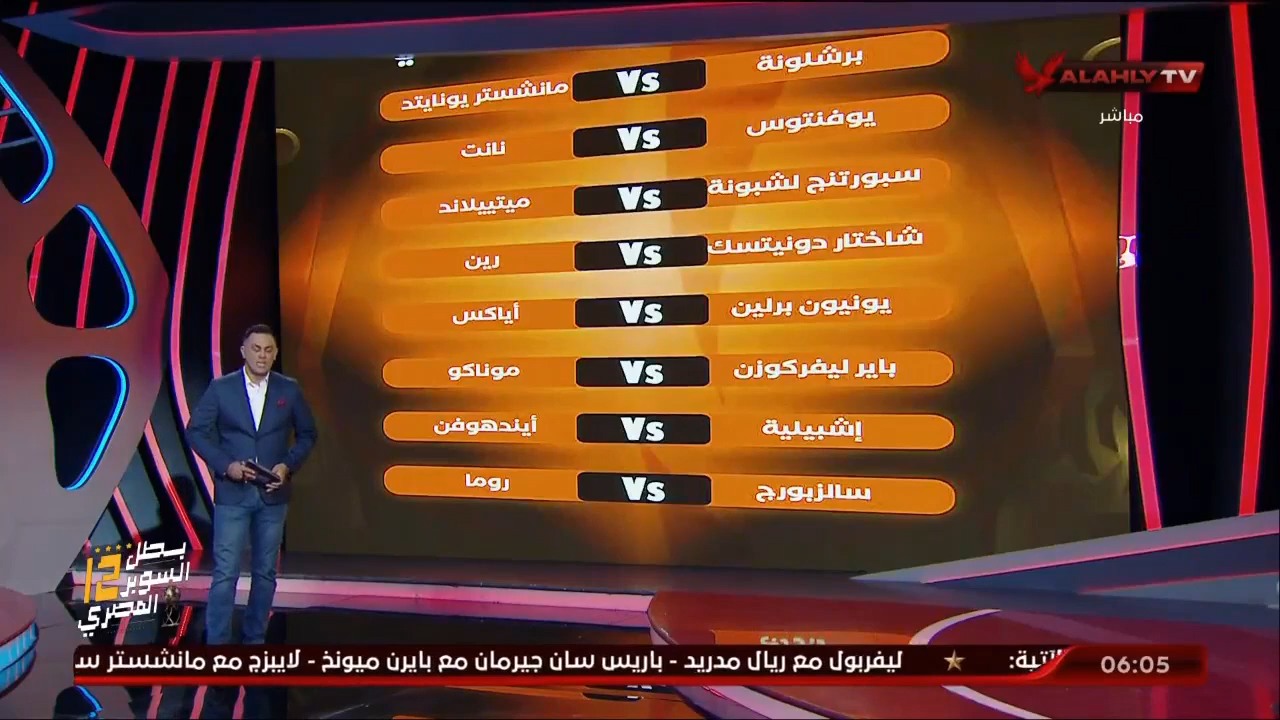 ALAHLY TV
مباشر
برشلونة Vs مانشستر يونايتد
يوفنتوس Vs نانت
سبورتنج لشبونة Vs ميتييلاند
شاختار دونيتسك Vs رين
يونيون برلين Vs أياكس
باير ليفركوزن Vs موناكو
إشبيلية Vs أيندهوفن
سالزبورج Vs روما
بطل
السوبر 12
المصري
ليفربول مع ريال مدريد - باريس سان جيرمان مع بايرن ميونخ - لايبزج مع مانشستر
06:05